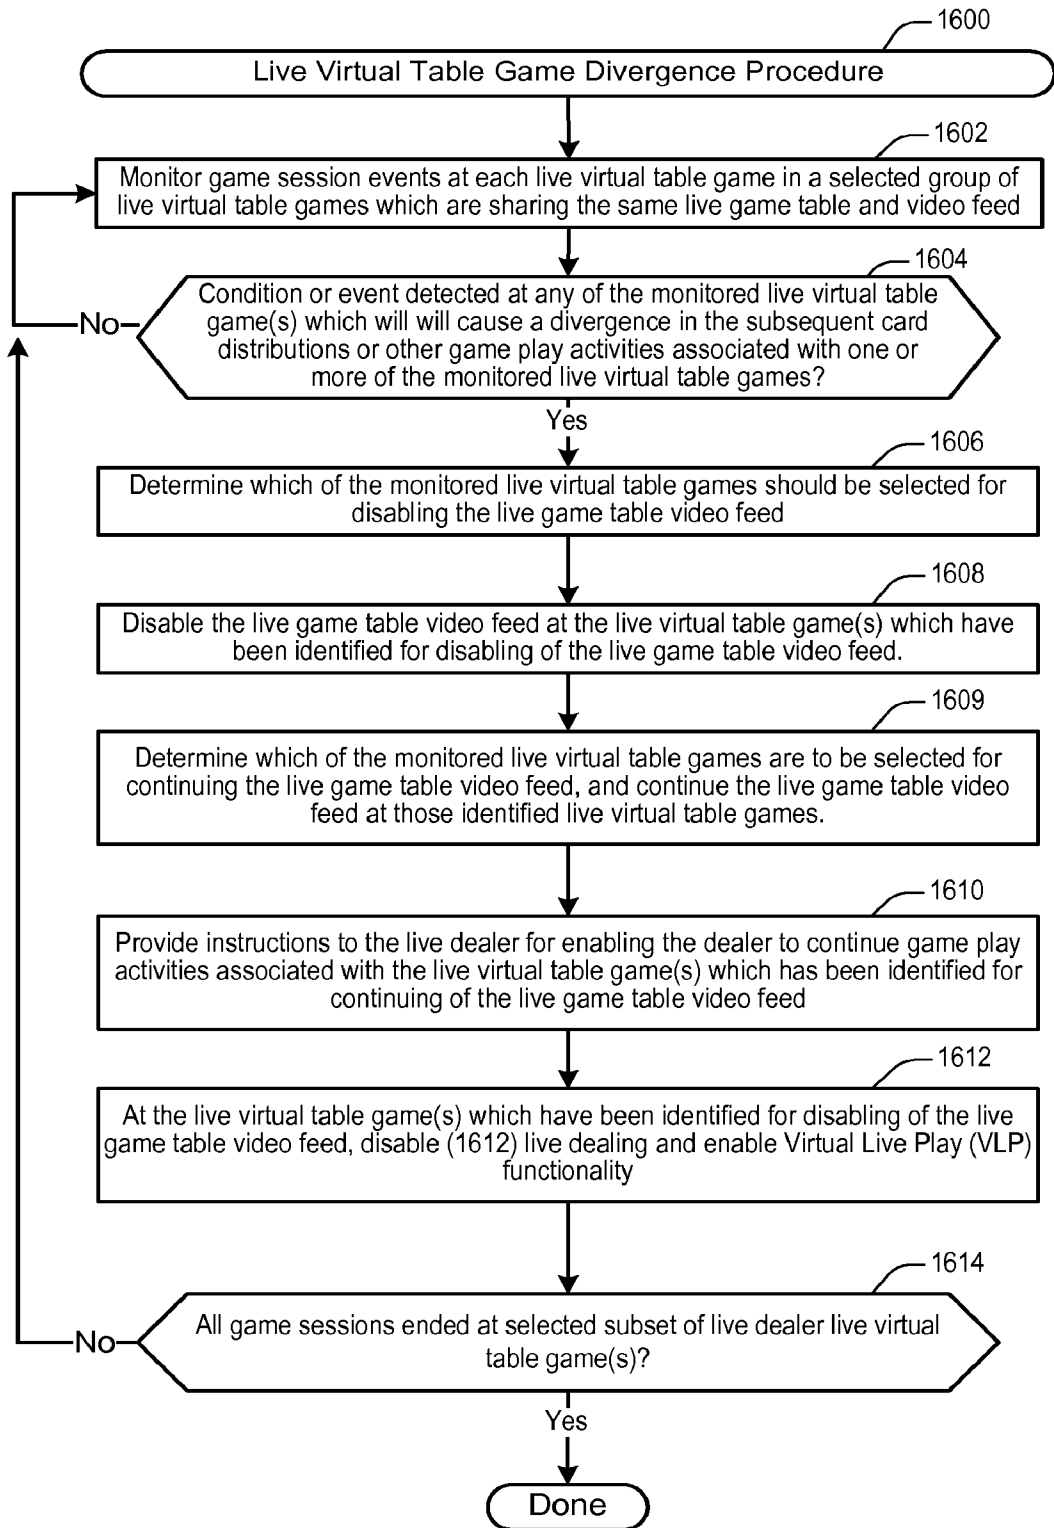 1600
Live Virtual Table Game Divergence Procedure
1602
Monitor game session events at each live virtual table game in a selected group of
live virtual table games which are sharing the same live game table and video feed
1604
Condition or event detected at any of the monitored live virtual table
game(s) which will will cause a divergence in the subsequent card
distributions or other game play activities associated with one or
more of the monitored live virtual table games?
No
Yes
1606
Determine which of the monitored live virtual table games should be selected for
disabling the live game table video feed
1608
Disable the live game table video feed at the live virtual table game(s) which have
been identified for disabling of the live game table video feed.
1609
Determine which of the monitored live virtual table games are to be selected for
continuing the live game table video feed, and continue the live game table video
feed at those identified live virtual table games.
1610
Provide instructions to the live dealer for enabling the dealer to continue game play
activities associated with the live virtual table game(s) which has been identified for
continuing of the live game table video feed
1612
At the live virtual table game(s) which have been identified for disabling of the live
game table video feed, disable (1612) live dealing and enable Virtual Live Play (VLP)
functionality
1614
All game sessions ended at selected subset of live dealer live virtual
table game(s)?
No
Yes
Done